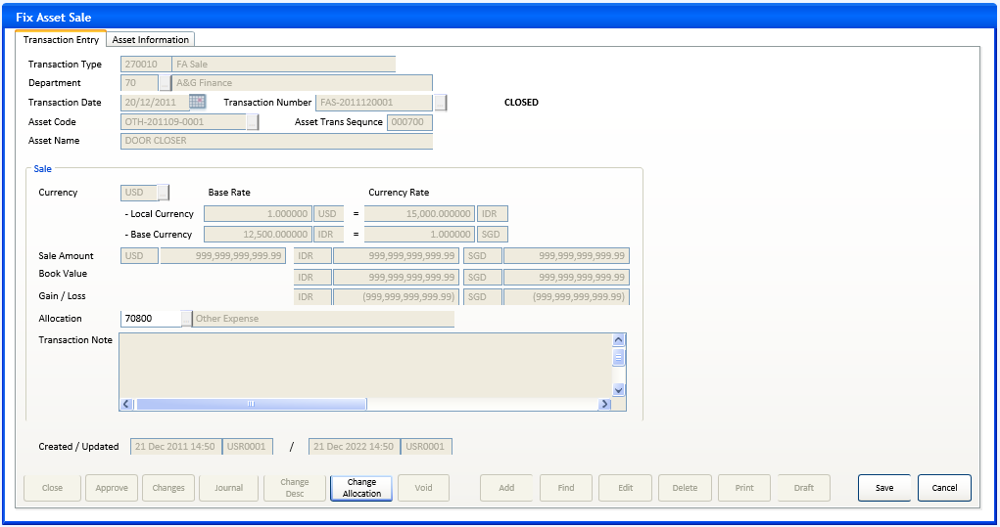 Fix Asset Sale
Transaction Entry Asset Information
Transaction Type 270010 FA Sale
Department 70 ... A&G Finance
Transaction Date 20/12/2011 Transaction Number FAS-2011120001 ... CLOSED
Asset Code OTH-201109-0001 ... Asset Trans Sequnce 000700
Asset Name DOOR CLOSER
Sale
Currency USD ... Base Rate Currency Rate
- Local Currency 1.000000 USD = 15,000.000000 IDR
- Base Currency 12,500.000000 IDR = 1.000000 SGD
Sale Amount USD 999,999,999,999.99 IDR 999,999,999,999.99 SGD 999,999,999,999.99
Book Value IDR 999,999,999,999.99 SGD 999,999,999,999.99
Gain / Loss IDR (999,999,999,999.99) SGD (999,999,999,999.99)
Allocation 70800 ... Other Expense
Transaction Note
Created / Updated 21 Dec 2011 14:50 USR0001 / 21 Dec 2022 14:50 USR0001
Close Approve Changes Journal Change Desc Change Allocation Void Add Find Edit Delete Print Draft Save Cancel